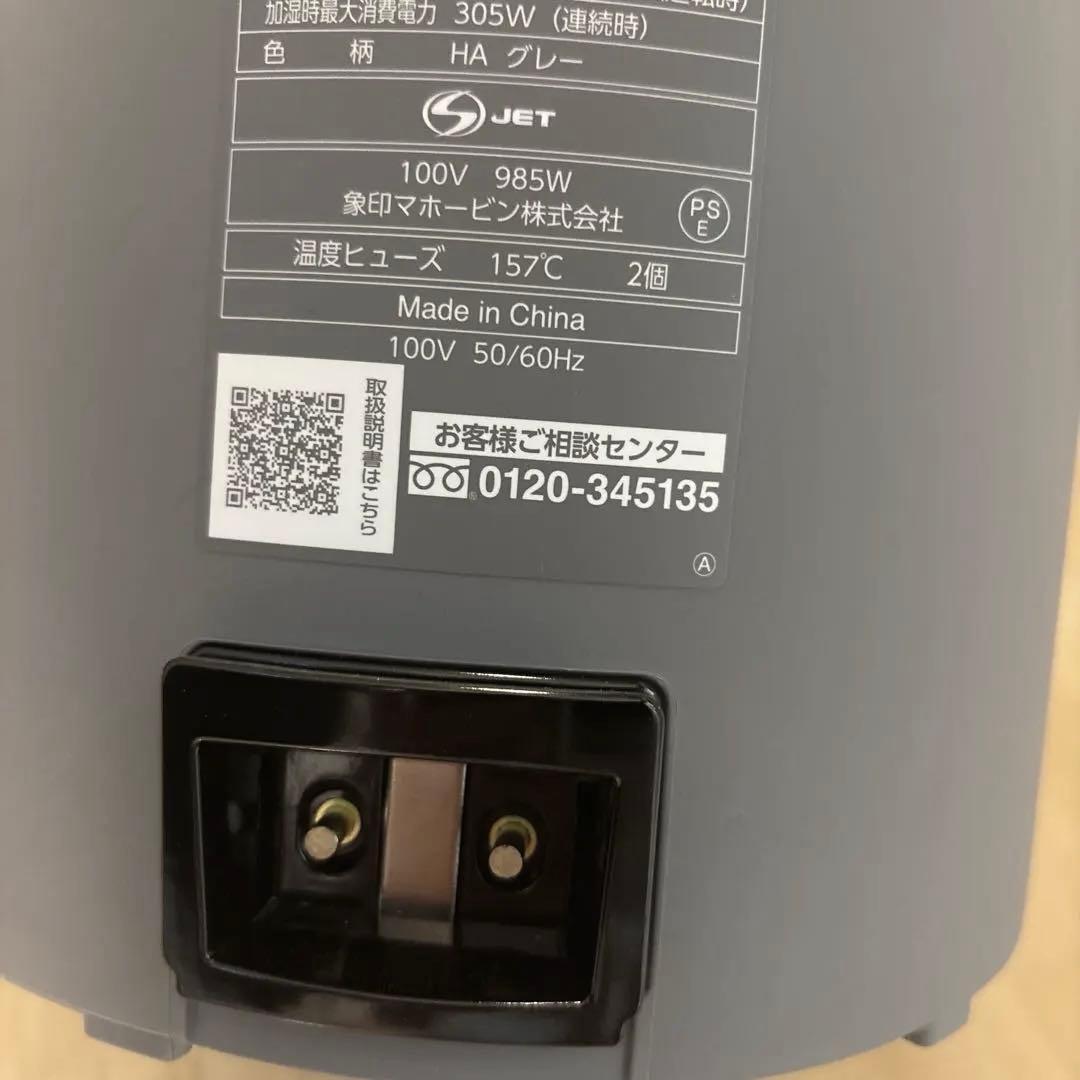 転時)
加湿時最大消費電力 305W (連続時)
色 柄 HA グレー
S JET
100V 985W
象印マホービン株式会社
PS
E
温度ヒューズ 157℃ 2個
Made in China
100V 50/60Hz
取扱説明書はこちら
お客様ご相談センター
0120-345135
A